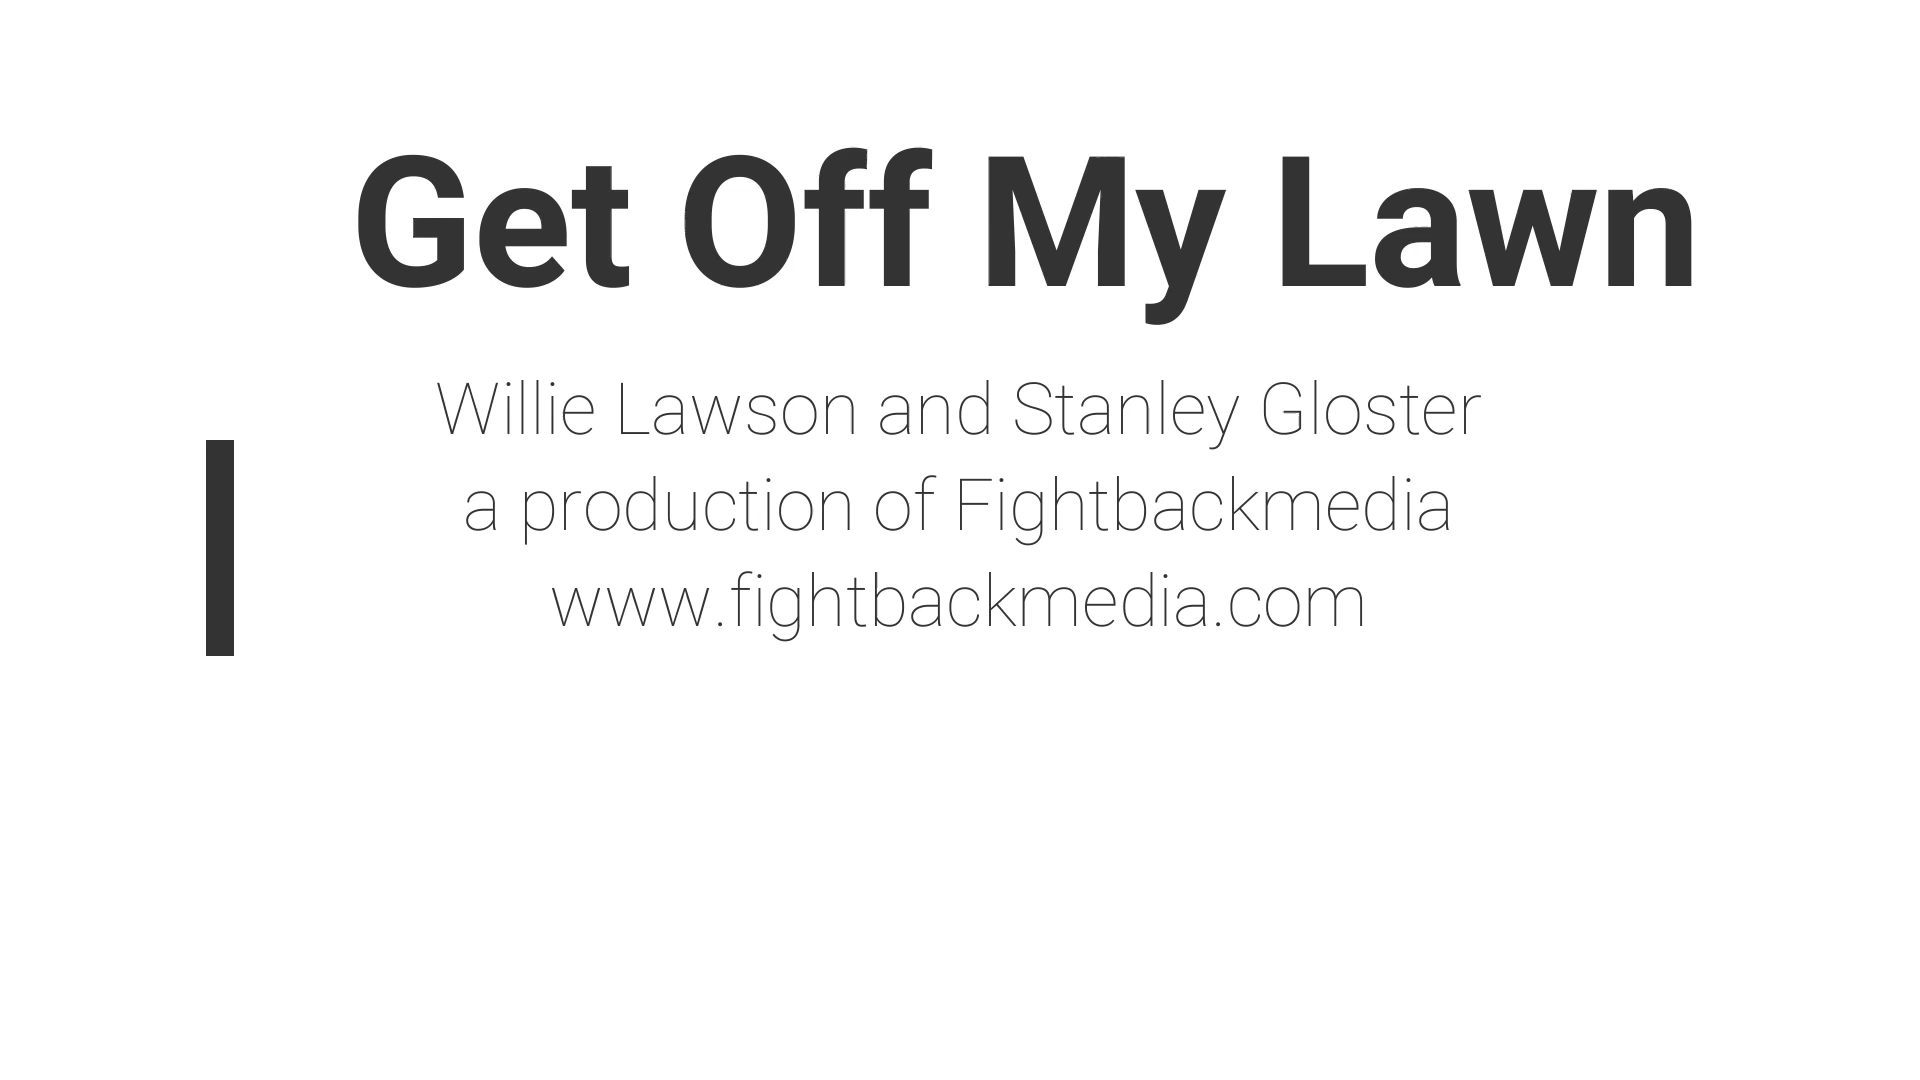 Get Off My Lawn
Willie Lawson and Stanley Gloster
a production of Fightbackmedia
www.fightbackmedia.com